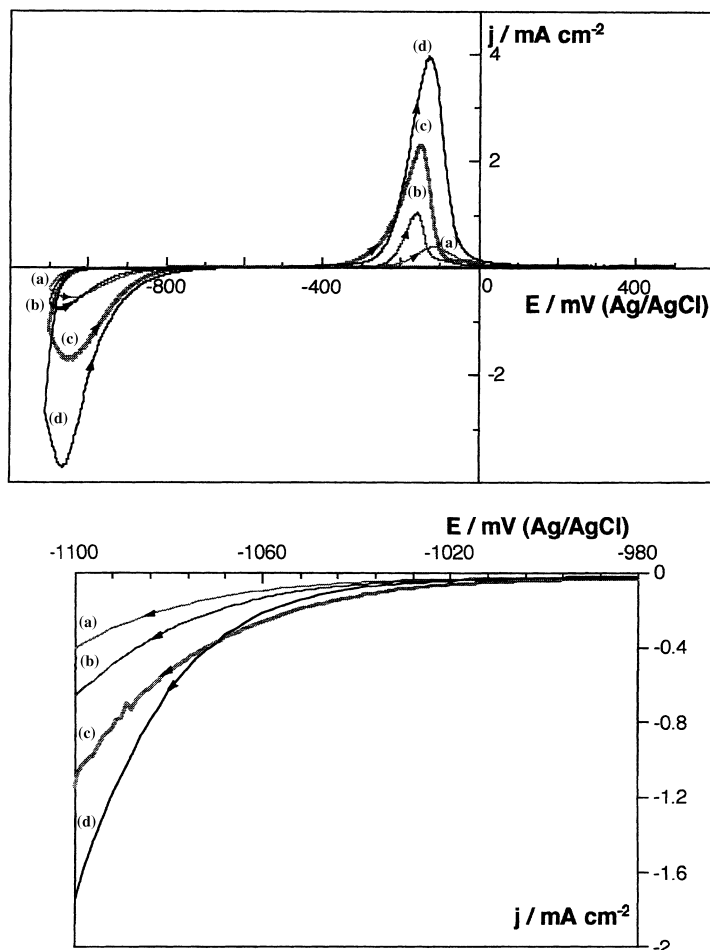 j / mA cm-2
(d)
4
(c)
2
(b)
(a)
(a)
-800
-400
0
400
(b)
E / mV (Ag/AgCl)
(c)
-2
(d)
E / mV (Ag/AgCl)
-1100
-1060
-1020
-980
0
(a)
-0.4
(b)
(c)
-0.8
(d)
-1.2
-1.6
j / mA cm-2
-2